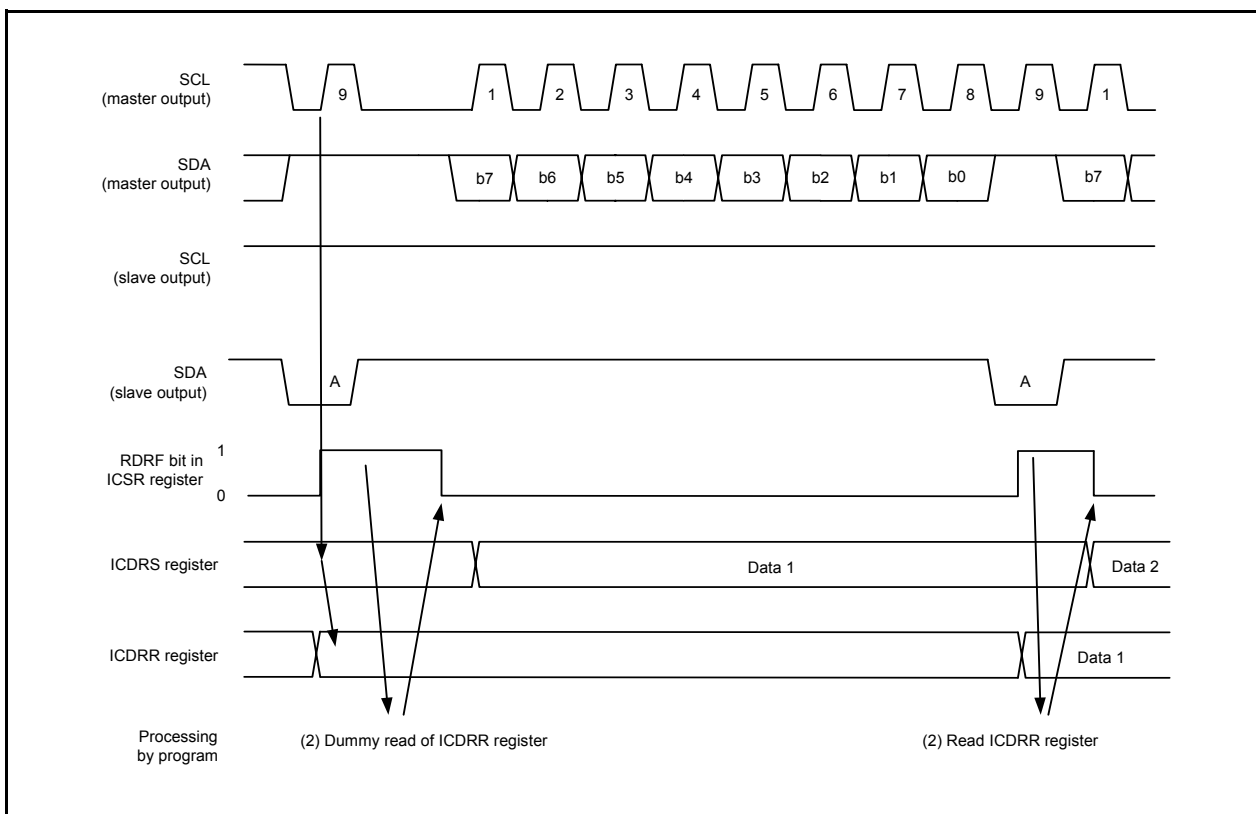 SCL
(master output)
9 1 2 3 4 5 6 7 8 9 1
SDA
(master output)
b7 b6 b5 b4 b3 b2 b1 b0 b7
SCL
(slave output)
SDA
(slave output)
A A
RDRF bit in
ICSR register
1
0
ICDRS register
Data 1 Data 2
ICDRR register
Data 1
Processing
by program
(2) Dummy read of ICDRR register (2) Read ICDRR register